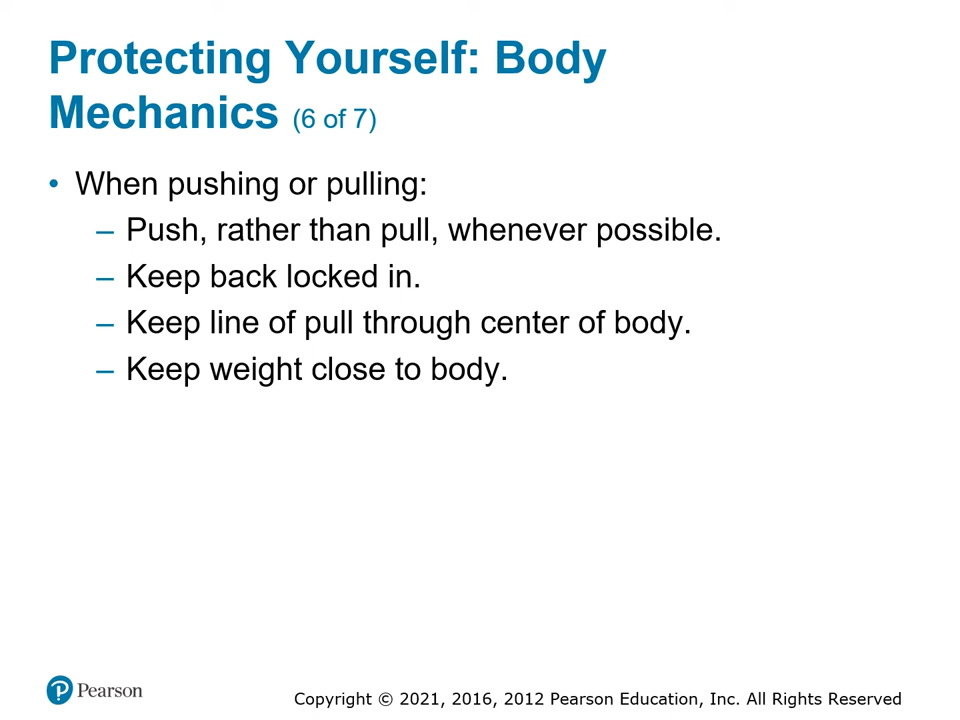 Protecting Yourself: Body
Mechanics (6 of 7)
• When pushing or pulling:
– Push, rather than pull, whenever possible.
– Keep back locked in.
– Keep line of pull through center of body.
– Keep weight close to body.
Pearson
Copyright © 2021, 2016, 2012 Pearson Education, Inc. All Rights Reserved